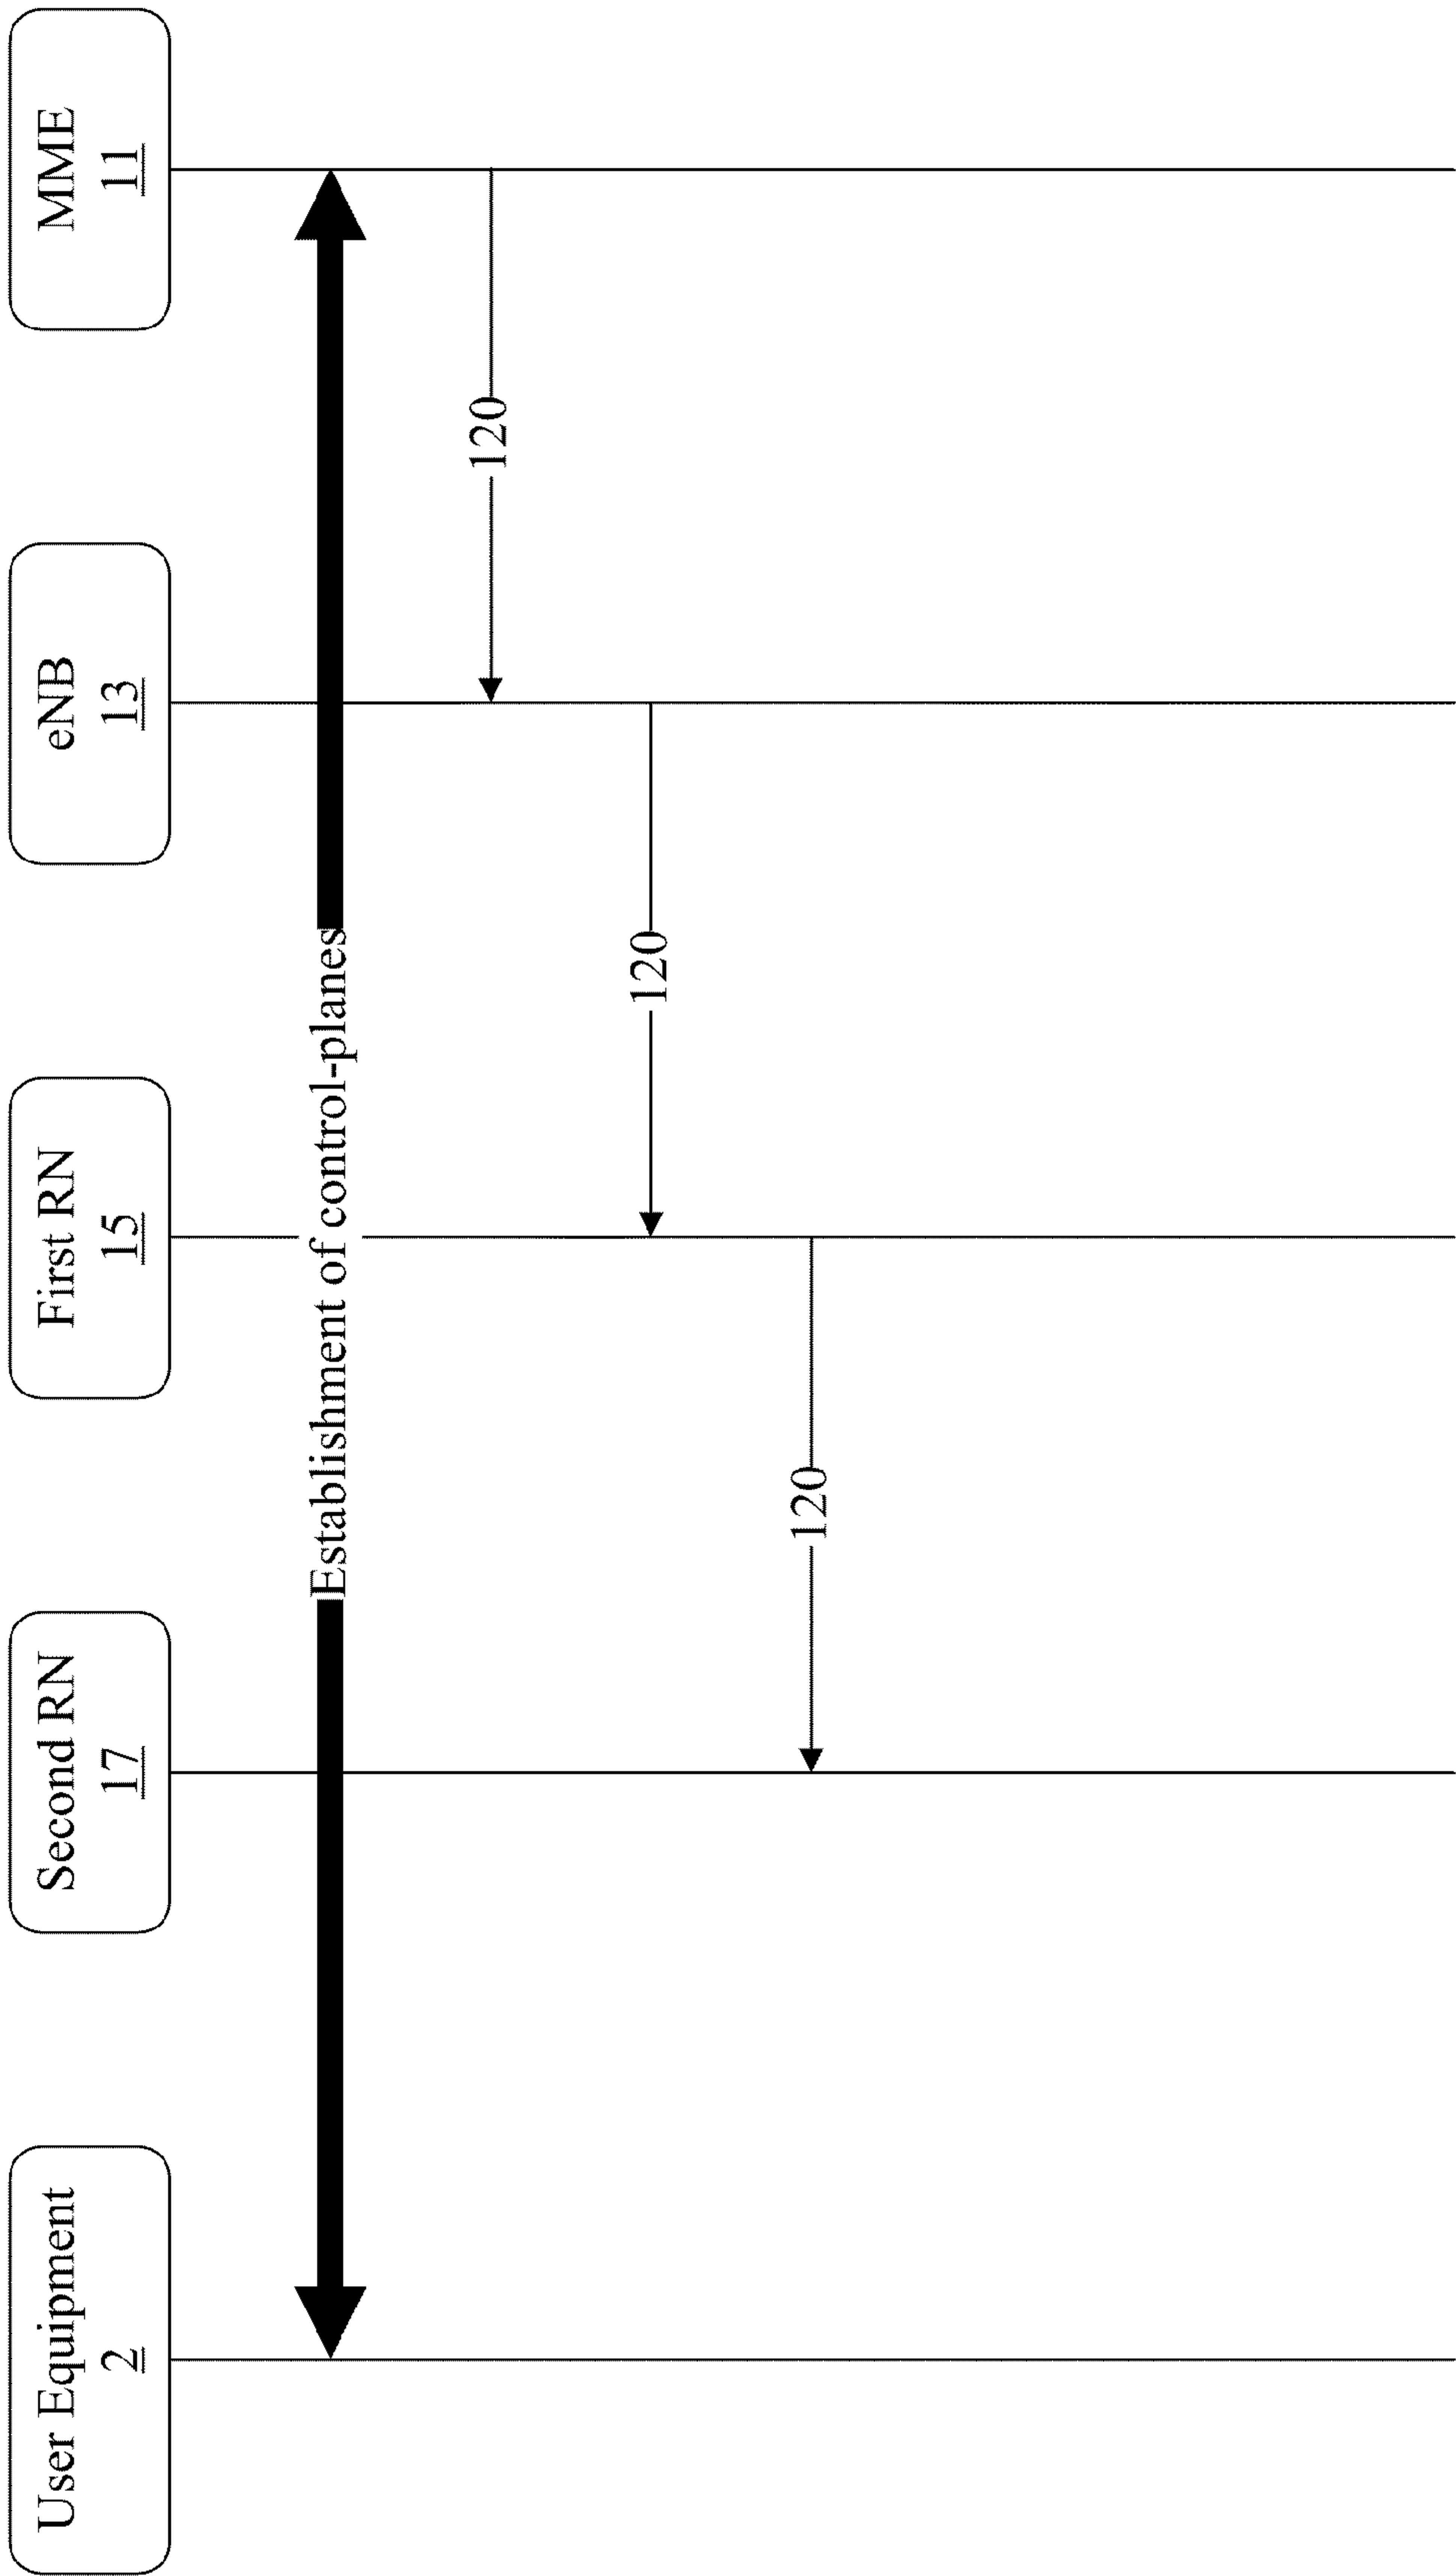 User Equipment
2
Second RN
17
First RN
15
eNB
13
MME
11
Establishment of control-planes
120
120
120